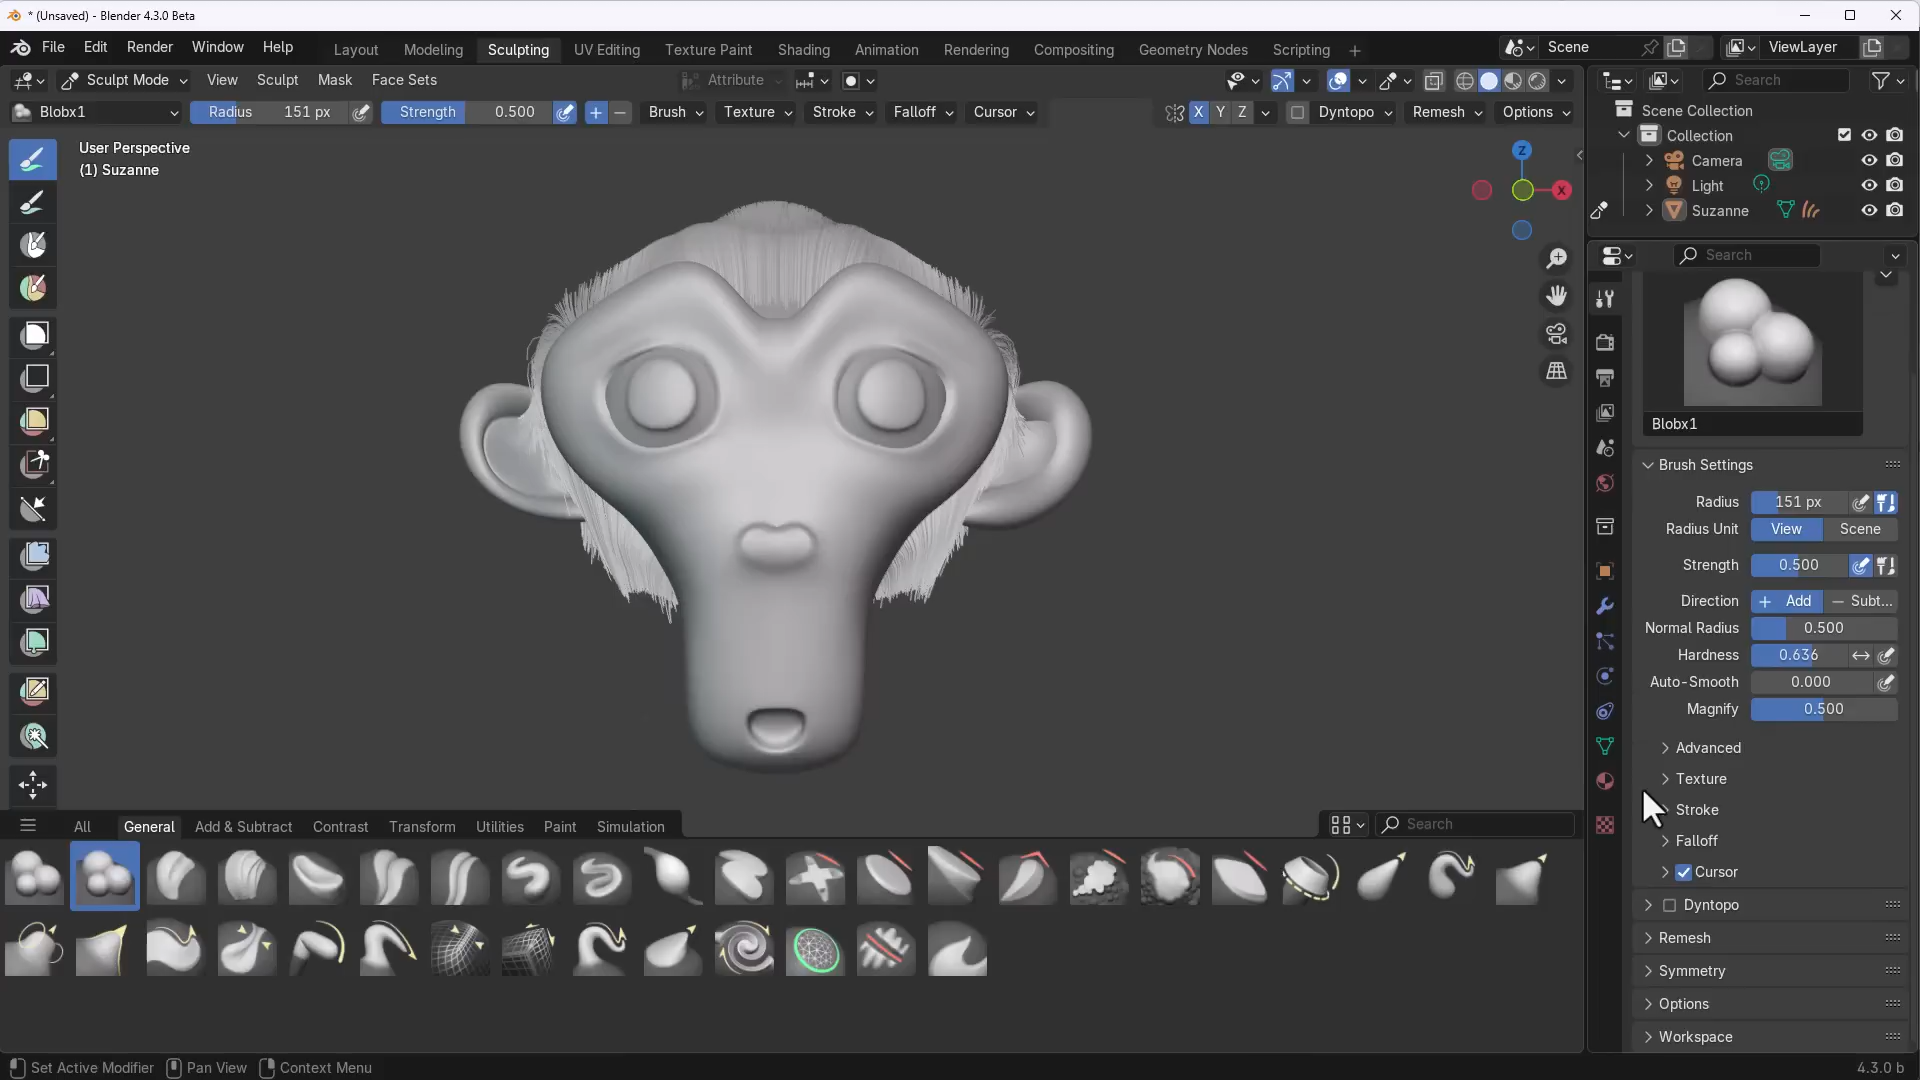 * (Unsaved) - Blender 4.3.0 Beta
File Edit Render Window Help Layout Modeling Sculpting UV Editing Texture Paint Shading Animation Rendering Compositing Geometry Nodes Scripting + Scene ViewLayer
Sculpt Mode View Sculpt Mask Face Sets Attribute Search
Blobx1 Radius 151 px Strength 0.500 + − Brush Texture Stroke Falloff Cursor X Y Z Dyntopo Remesh Options
Scene Collection
Collection
Camera
Light
Suzanne
User Perspective
(1) Suzanne
Z
X
Search
Blobx1
Brush Settings
Radius 151 px
Radius Unit View Scene
Strength 0.500
Direction + Add − Subt...
Normal Radius 0.500
Hardness 0.636
Auto-Smooth 0.000
Magnify 0.500
Advanced
Texture
Stroke
Falloff
Cursor
Dyntopo
Remesh
Symmetry
Options
Workspace
All General Add & Subtract Contrast Transform Utilities Paint Simulation Search
Set Active Modifier Pan View Context Menu 4.3.0 b